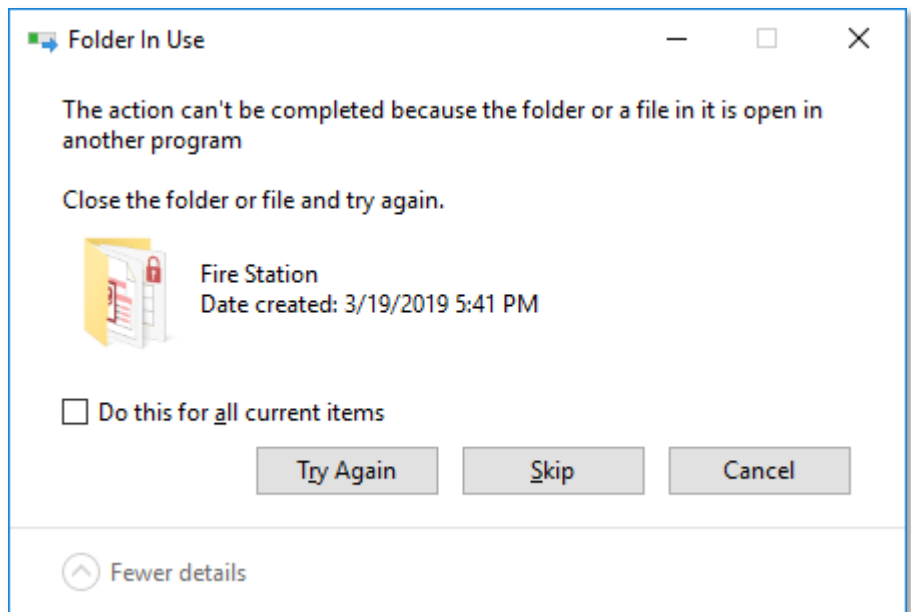 Folder In Use
The action can't be completed because the folder or a file in it is open in
another program
Close the folder or file and try again.
Fire Station
Date created: 3/19/2019 5:41 PM
Do this for all current items
Try Again
Skip
Cancel
Fewer details